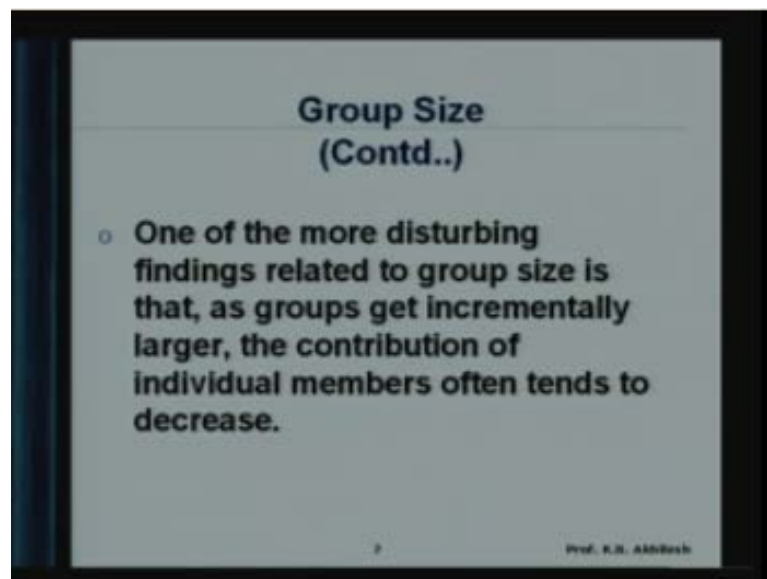 Group Size
(Contd..)
o One of the more disturbing
findings related to group size is
that, as groups get incrementally
larger, the contribution of
individual members often tends to
decrease.
Prof. K.B. Akhilesh